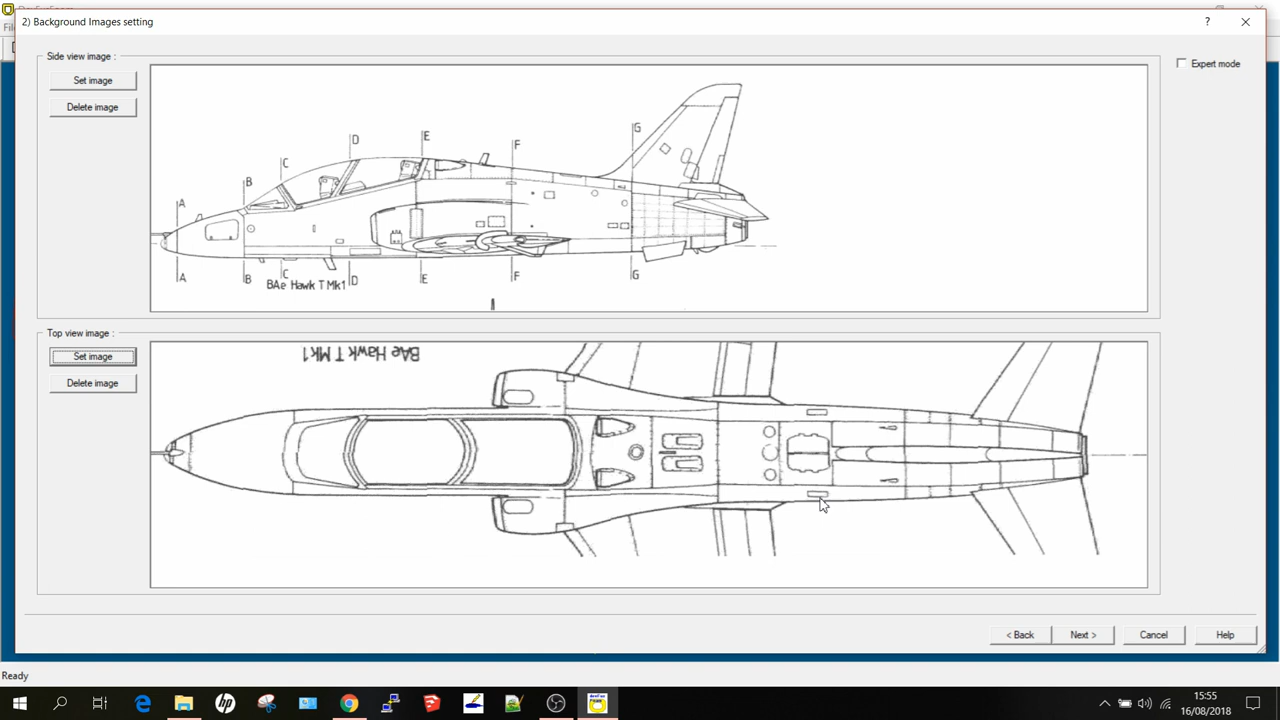 2) Background Images setting
?
Side view image :
Set image
Delete image
Expert mode
A
B
C
D
E
F
G
A
B
C
D
E
F
G
BAe Hawk T Mk1
Top view image :
Set image
Delete image
BAe Hawk T Mk1
< Back
Next >
Cancel
Help
Ready
hp
15:55
16/08/2018